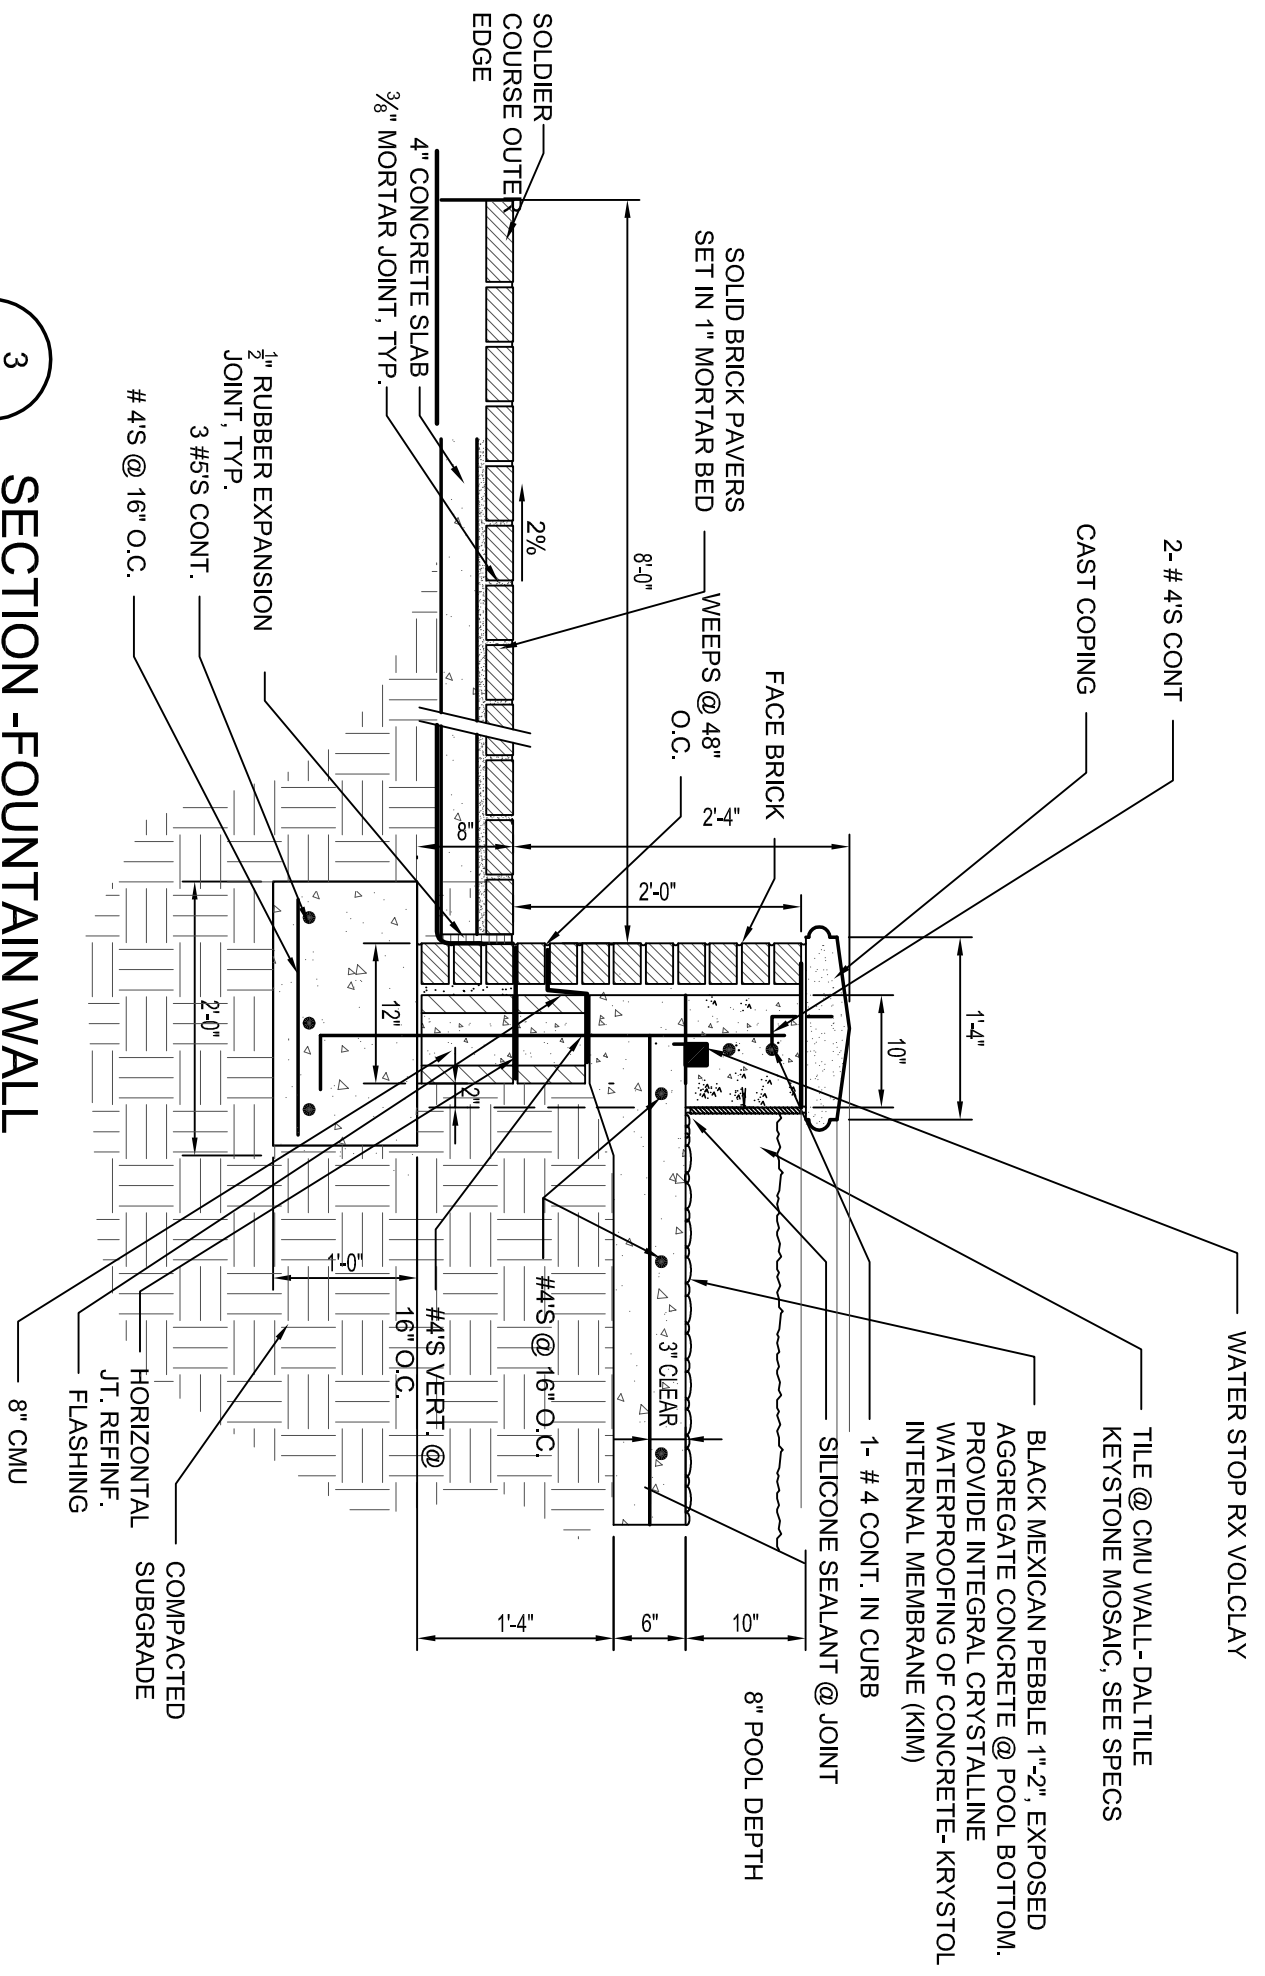 WATER STOP RX VOLCLAY
TILE @ CMU WALL- DALTILE
KEYSTONE MOSAIC, SEE SPECS
BLACK MEXICAN PEBBLE 1"-2", EXPOSED
AGGREGATE CONCRETE @ POOL BOTTOM.
PROVIDE INTEGRAL CRYSTALLINE
WATERPROOFING OF CONCRETE- KRYSTOL
INTERNAL MEMBRANE (KIM)
1- # 4 CONT. IN CURB
SILICONE SEALANT @ JOINT
8" POOL DEPTH
2- # 4'S CONT
CAST COPING
FACE BRICK
WEEPS @ 48"
O.C.
SOLID BRICK PAVERS
SET IN 1" MORTAR BED
SOLDIER
COURSE OUTER
EDGE
4" CONCRETE SLAB
⅜" MORTAR JOINT, TYP.
½" RUBBER EXPANSION
JOINT, TYP.
3 #5'S CONT.
# 4'S @ 16" O.C.
1'-4"
10"
2'-4"
2'-0"
8'-0"
2%
8"
12"
2"
2'-0"
1'-0"
3" CLEAR
10"
6"
1'-4"
#4'S @ 16" O.C.
#4'S VERT. @
16" O.C.
COMPACTED
SUBGRADE
HORIZONTAL
JT. REFINF.
FLASHING
8" CMU
3
SECTION -FOUNTAIN WALL